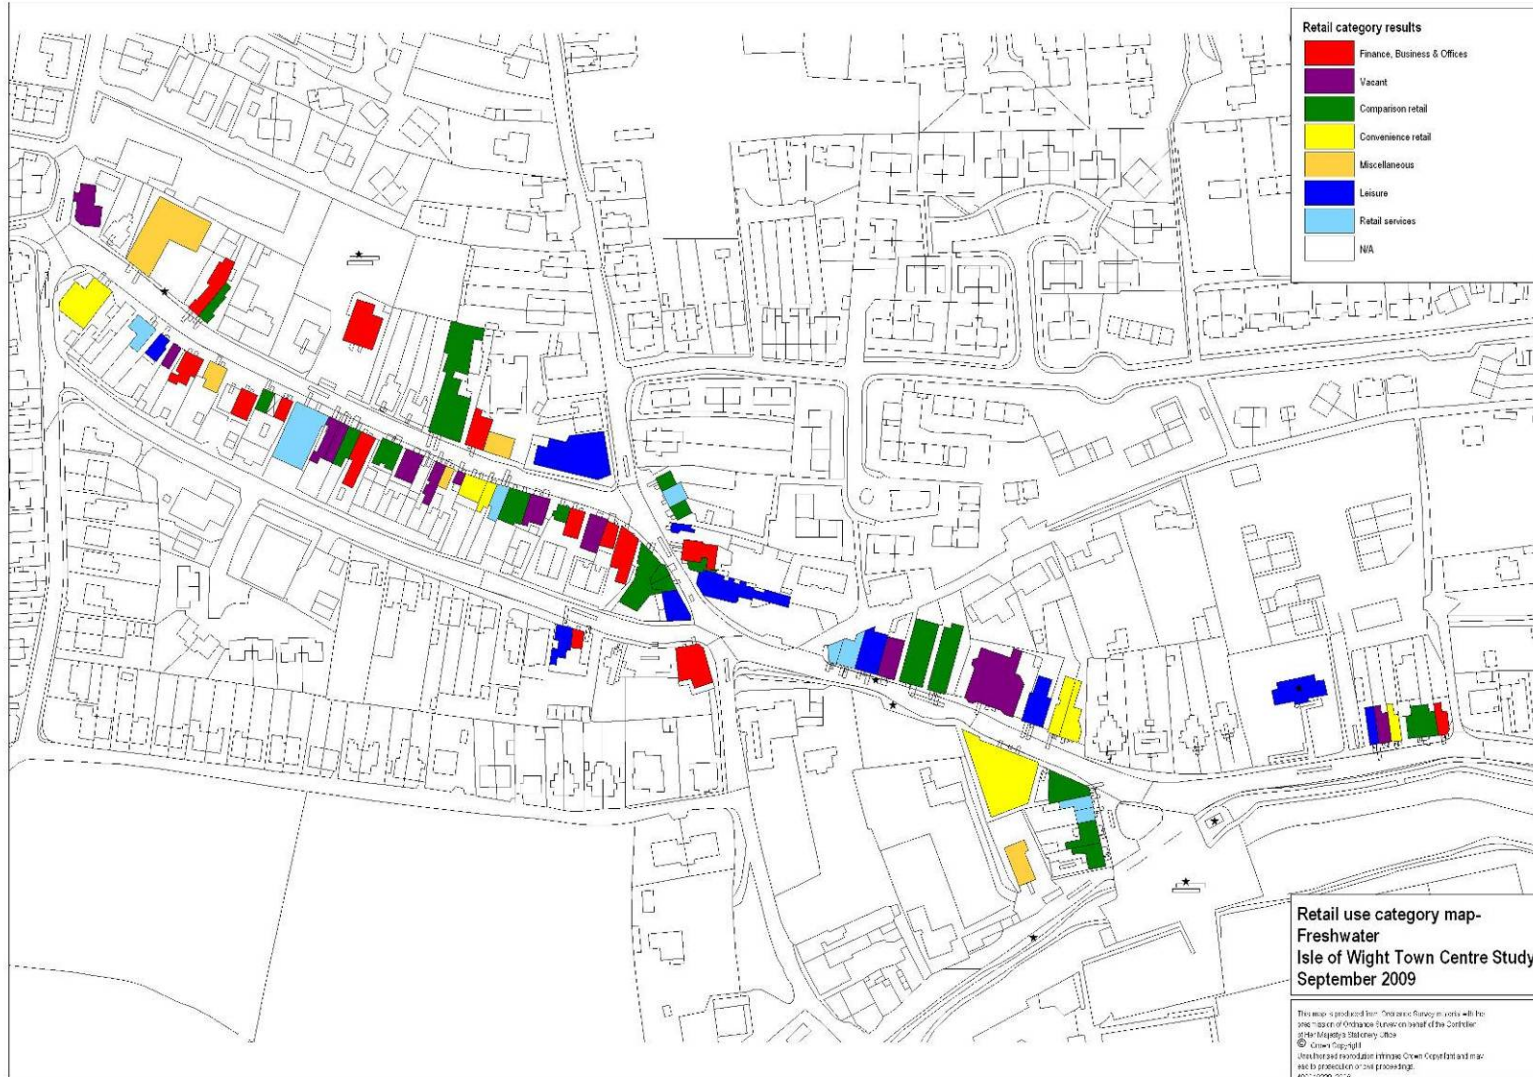 Retail category results
Finance, Business & Offices
Vacant
Comparison retail
Convenience retail
Miscellaneous
Leisure
Retail services
N/A
Retail use category map-
Freshwater
Isle of Wight Town Centre Study
September 2009
This map is produced from Ordnance Survey material with the
permission of Ordnance Survey on behalf of the Controller
of Her Majesty's Stationery Office
© Crown Copyright
Unauthorised reproduction infringes Crown Copyright and may
lead to prosecution or civil proceedings.